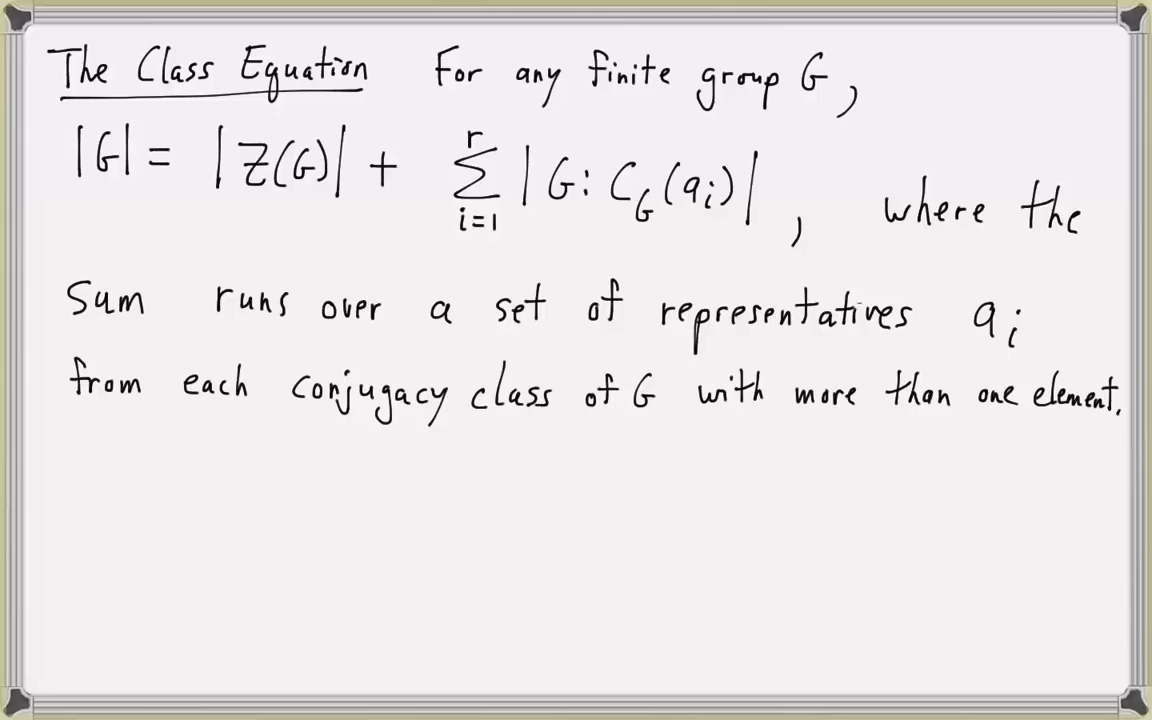 The Class Equation For any finite group G,
|G| = |Z(G)| + \sum_{i=1}^{r} |G : C_G(a_i)|, where the
Sum runs over a set of representatives a_i
from each conjugacy class of G with more than one element.